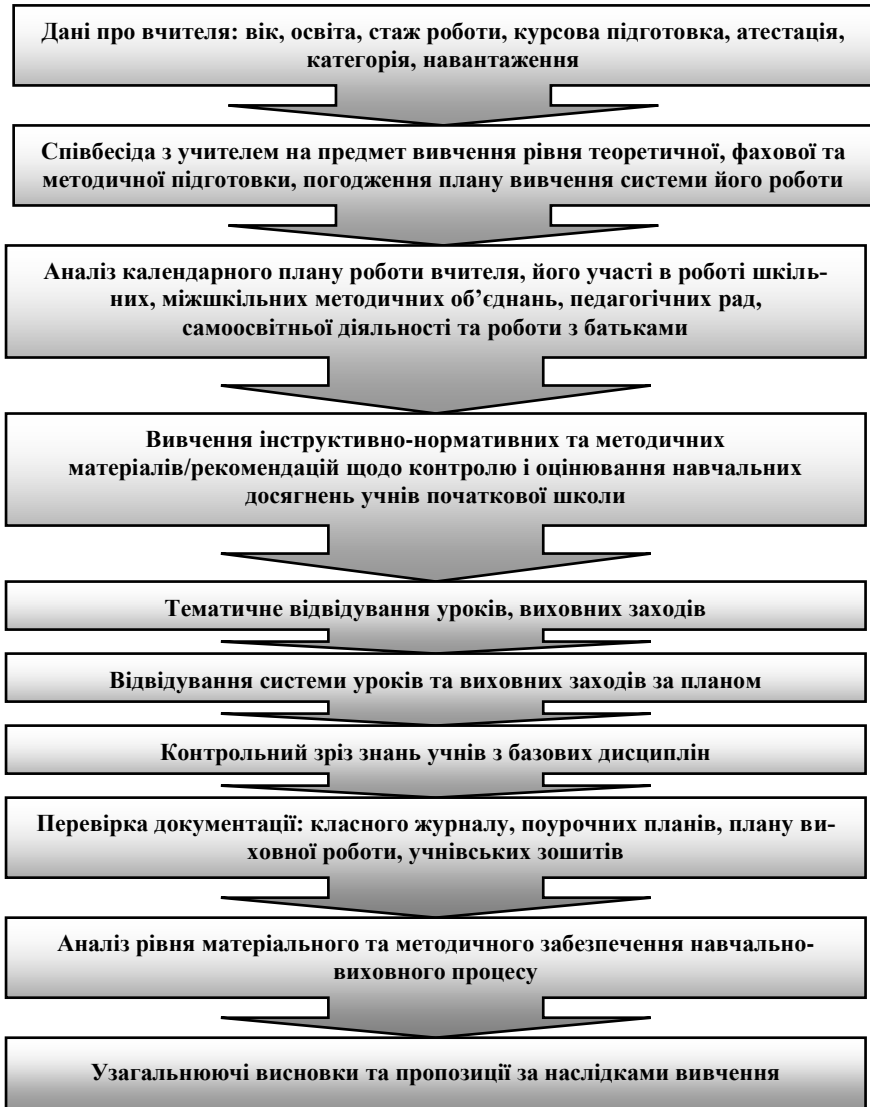 Дані про вчителя: вік, освіта, стаж роботи, курсова підготовка, атестація,
категорія, навантаження
Співбесіда з учителем на предмет вивчення рівня теоретичної, фахової та
методичної підготовки, погодження плану вивчення системи його роботи
Аналіз календарного плану роботи вчителя, його участі в роботі шкіль-
них, міжшкільних методичних об’єднань, педагогічних рад,
самоосвітньої діяльності та роботи з батьками
Вивчення інструктивно-нормативних та методичних
матеріалів/рекомендацій щодо контролю і оцінювання навчальних
досягнень учнів початкової школи
Тематичне відвідування уроків, виховних заходів
Відвідування системи уроків та виховних заходів за планом
Контрольний зріз знань учнів з базових дисциплін
Перевірка документації: класного журналу, поурочних планів, плану ви-
ховної роботи, учнівських зошитів
Аналіз рівня матеріального та методичного забезпечення навчально-
виховного процесу
Узагальнюючі висновки та пропозиції за наслідками вивчення